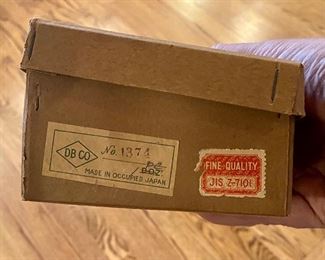 DB CO
No. 1374
DOZ.
MADE IN OCCUPIED JAPAN
FINE QUALITY
JIS Z-7101